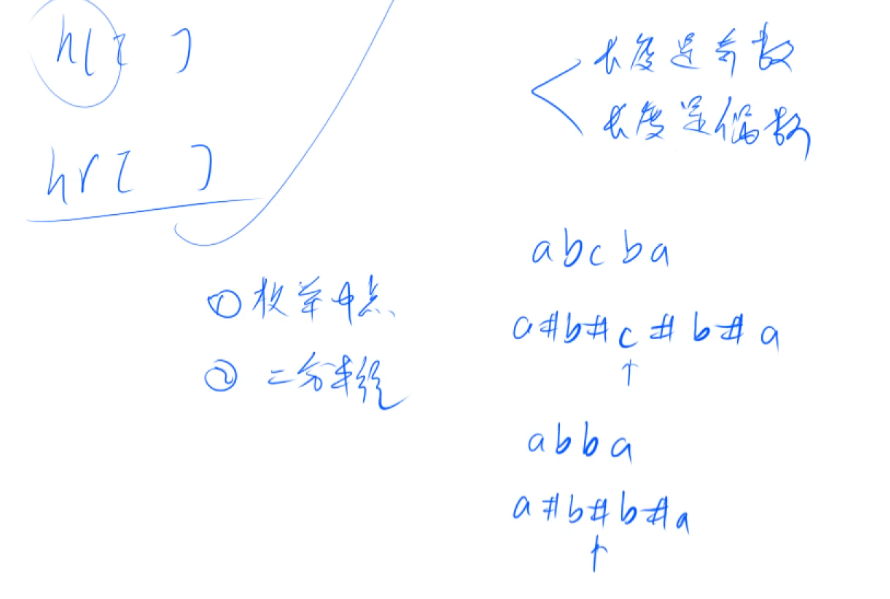 hl[ ]
hr[ ]
① 枚举中点、
② 二分半径
长度是奇数
长度是偶数
abcba
a#b#c#b#a
↑
abba
a#b#b#a
↑